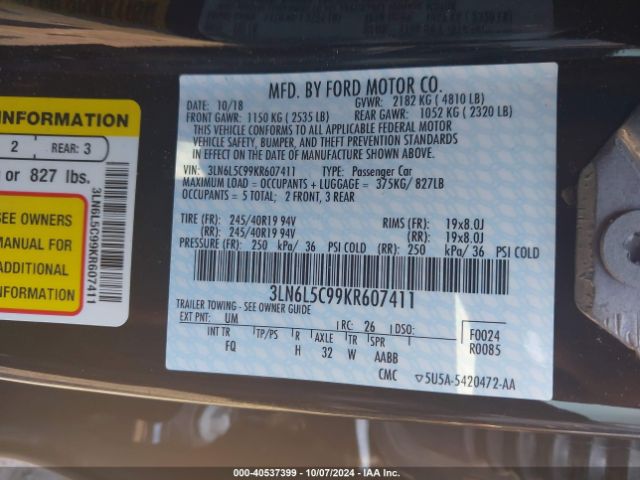 INFORMATION
2 REAR: 3
or 827 lbs.
SEE OWNERS
MANUAL FOR
ADDITIONAL
INFORMATION
3LN6L5C99KR607411
MFD. BY FORD MOTOR CO.
10/18 GVWR: 2182 KG ( 4810 LB)
FRONT GAWR: 1150 KG ( 2535 LB) REAR GAWR: 1052 KG ( 2320 LB)
THIS VEHICLE CONFORMS TO ALL APPLICABLE FEDERAL MOTOR
VEHICLE SAFETY, BUMPER, AND THEFT PREVENTION STANDARDS
IN EFFECT ON THE DATE OF MANUFACTURE SHOWN ABOVE.
VIN: 3LN6L5C99KR607411 TYPE: Passenger Car
MAXIMUM LOAD = OCCUPANTS + LUGGAGE = 375KG/ 827LB
OCCUPANTS = 5 TOTAL; 2 FRONT, 3 REAR
TIRE (FR): 245/40R19 94V RIMS (FR): 19x8.0J
(RR): 245/40R19 94V (RR): 19x8.0J
PRESSURE (FR): 250 kPa/ 36 PSI COLD (RR): 250 kPa/ 36 PSI COLD
3LN6L5C99KR607411
TRAILER TOWING - SEE OWNER GUIDE
EXT PNT: UM RC: 26 DSO: F0024
INT TR TP/PS R AXLE TR SPR R0085
FQ H 32 W AABB
CMC 5U5A-5420472-AA
000-40537399 - 10/07/2024 - IAAI.COM